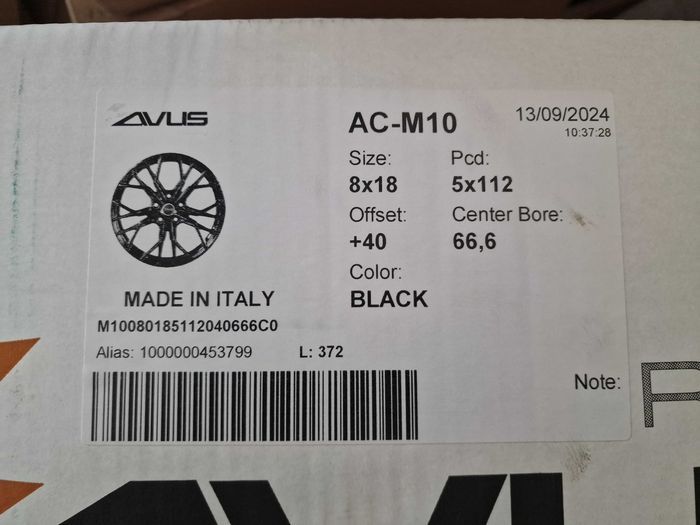 AVUS
AC-M10
13/09/2024
10:37:28
Size: Pcd:
8x18 5x112
Offset: Center Bore:
+40 66,6
Color:
BLACK
MADE IN ITALY
M10080185112040666C0
Alias: 1000000453799 L: 372
Note: